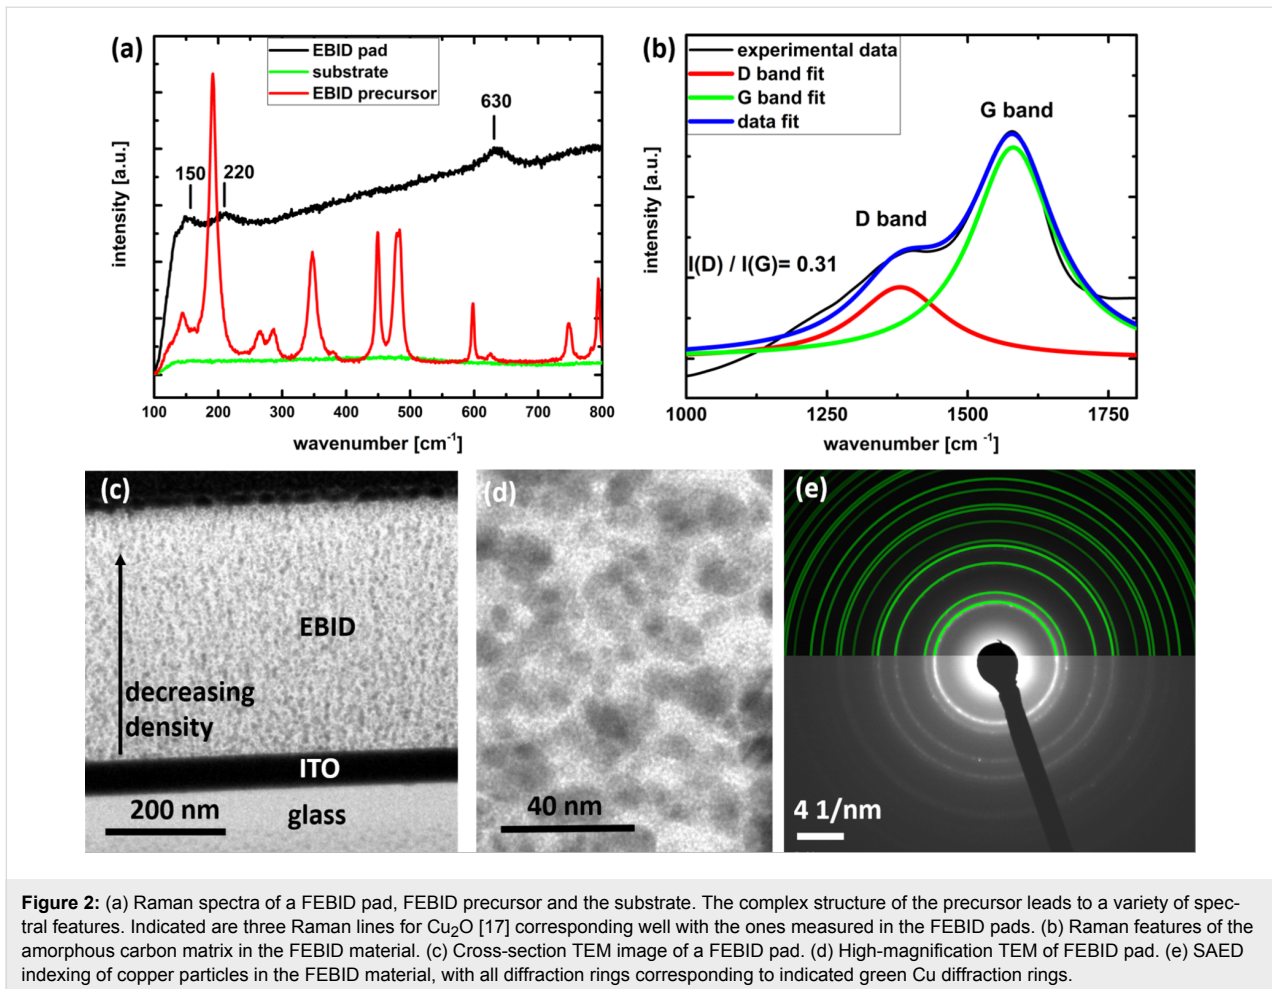 (a)
EBID pad
substrate
EBID precursor
630
150
220
intensity [a.u.]
100 200 300 400 500 600 700 800
wavenumber [cm -1]
(b)
experimental data
D band fit
G band fit
data fit
G band
D band
I(D) / I(G)= 0.31
intensity [a.u.]
1000 1250 1500 1750
wavenumber [cm -1]
(c)
EBID
decreasing
density
ITO
200 nm
glass
(d)
40 nm
(e)
4 1/nm
Figure 2: (a) Raman spectra of a FEBID pad, FEBID precursor and the substrate. The complex structure of the precursor leads to a variety of spec-
tral features. Indicated are three Raman lines for Cu2O [17] corresponding well with the ones measured in the FEBID pads. (b) Raman features of the
amorphous carbon matrix in the FEBID material. (c) Cross-section TEM image of a FEBID pad. (d) High-magnification TEM of FEBID pad. (e) SAED
indexing of copper particles in the FEBID material, with all diffraction rings corresponding to indicated green Cu diffraction rings.